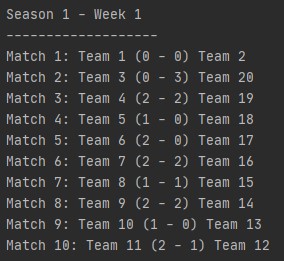 Season 1 - Week 1
-------------------
Match 1: Team 1 (0 - 0) Team 2
Match 2: Team 3 (0 - 3) Team 20
Match 3: Team 4 (2 - 2) Team 19
Match 4: Team 5 (1 - 0) Team 18
Match 5: Team 6 (2 - 0) Team 17
Match 6: Team 7 (2 - 2) Team 16
Match 7: Team 8 (1 - 1) Team 15
Match 8: Team 9 (2 - 2) Team 14
Match 9: Team 10 (1 - 0) Team 13
Match 10: Team 11 (2 - 1) Team 12